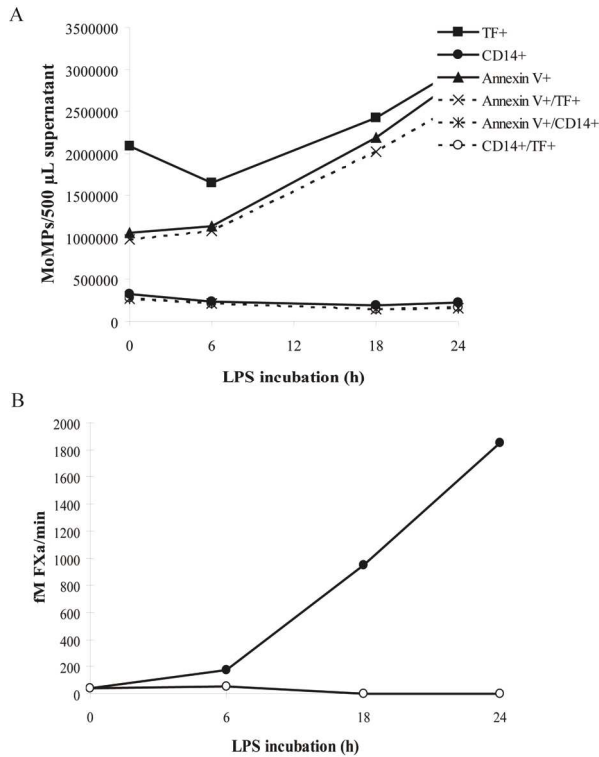 A
3500000
3000000
2500000
2000000
1500000
1000000
500000
0
MoMPs/500 µL supernatant
0 6 12 18 24
LPS incubation (h)
TF+
CD14+
Annexin V+
Annexin V+/TF+
Annexin V+/CD14+
CD14+/TF+
B
2000
1800
1600
1400
1200
1000
800
600
400
200
0
fM FXa/min
0 6 18 24
LPS incubation (h)